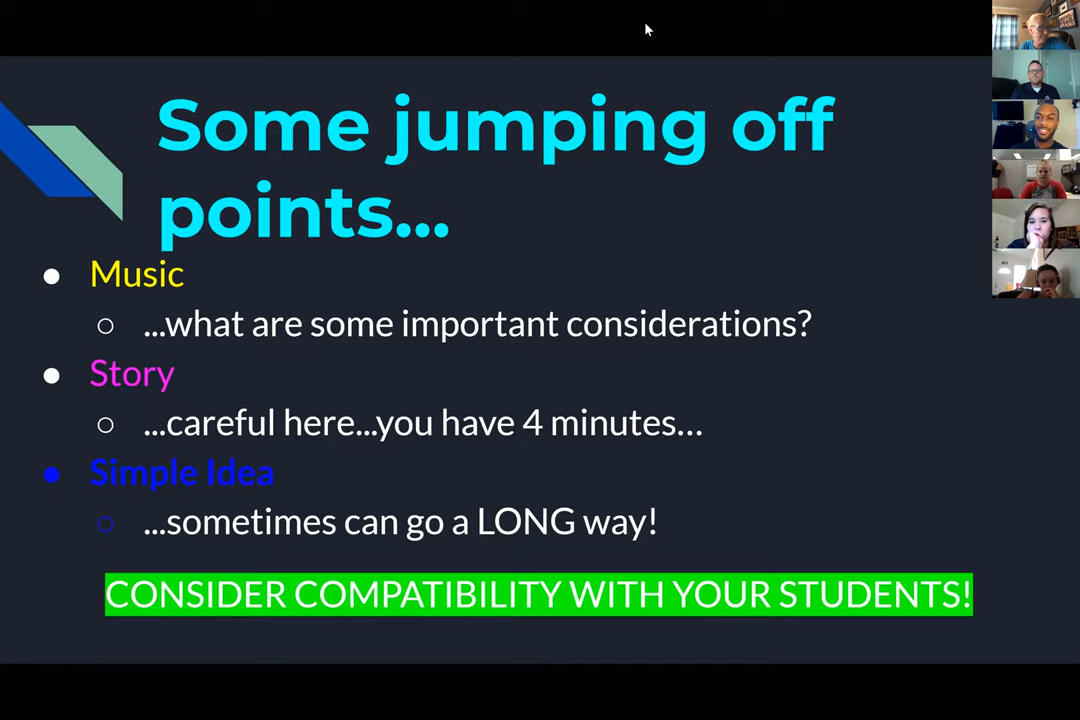 Some jumping off
points...
● Music
○ ...what are some important considerations?
● Story
○ ...careful here...you have 4 minutes...
● Simple Idea
○ ...sometimes can go a LONG way!
CONSIDER COMPATIBILITY WITH YOUR STUDENTS!